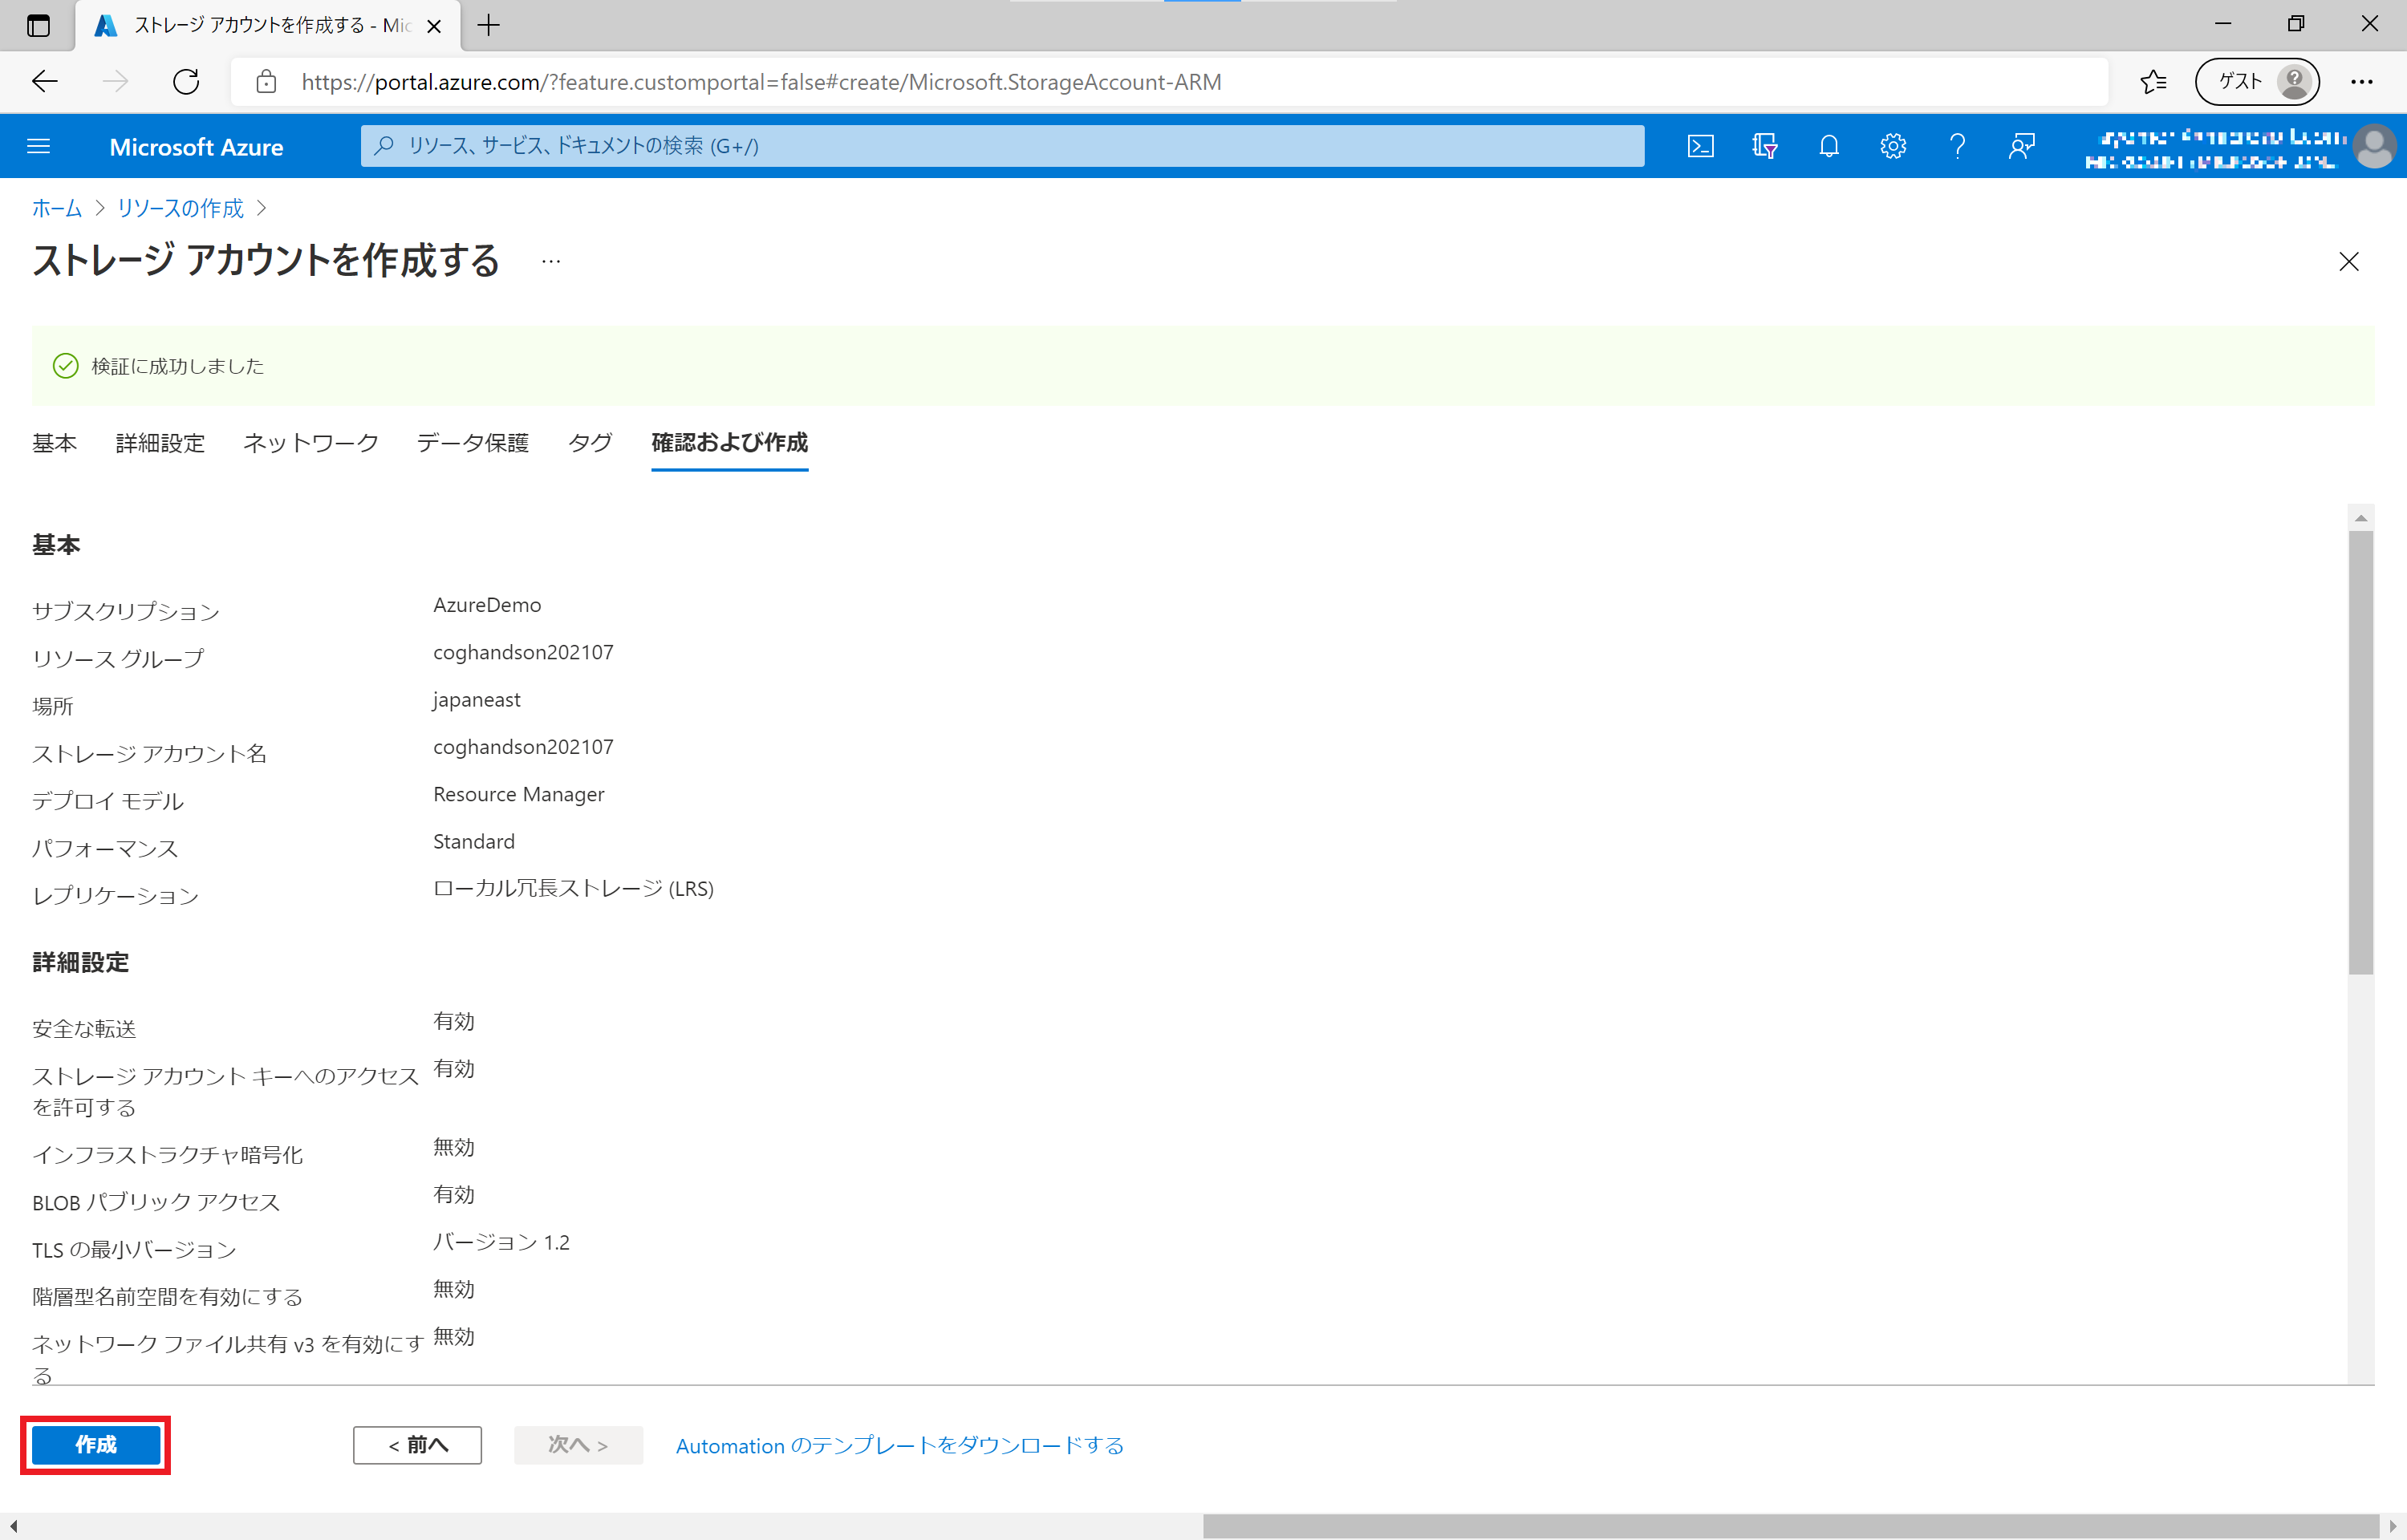 ストレージ アカウントを作成する - Mic
https://portal.azure.com/?feature.customportal=false#create/Microsoft.StorageAccount-ARM
ゲスト
Microsoft Azure
リソース、サービス、ドキュメントの検索 (G+/)
ホーム > リソースの作成 >
ストレージ アカウントを作成する ...
検証に成功しました
基本 詳細設定 ネットワーク データ保護 タグ 確認および作成
基本
サブスクリプション AzureDemo
リソース グループ coghandson202107
場所 japaneast
ストレージ アカウント名 coghandson202107
デプロイ モデル Resource Manager
パフォーマンス Standard
レプリケーション ローカル冗長ストレージ (LRS)
詳細設定
安全な転送 有効
ストレージ アカウント キーへのアクセス 有効
を許可する
インフラストラクチャ暗号化 無効
BLOB パブリック アクセス 有効
TLS の最小バージョン バージョン 1.2
階層型名前空間を有効にする 無効
ネットワーク ファイル共有 v3 を有効にす 無効
る
作成 < 前へ 次へ > Automation のテンプレートをダウンロードする